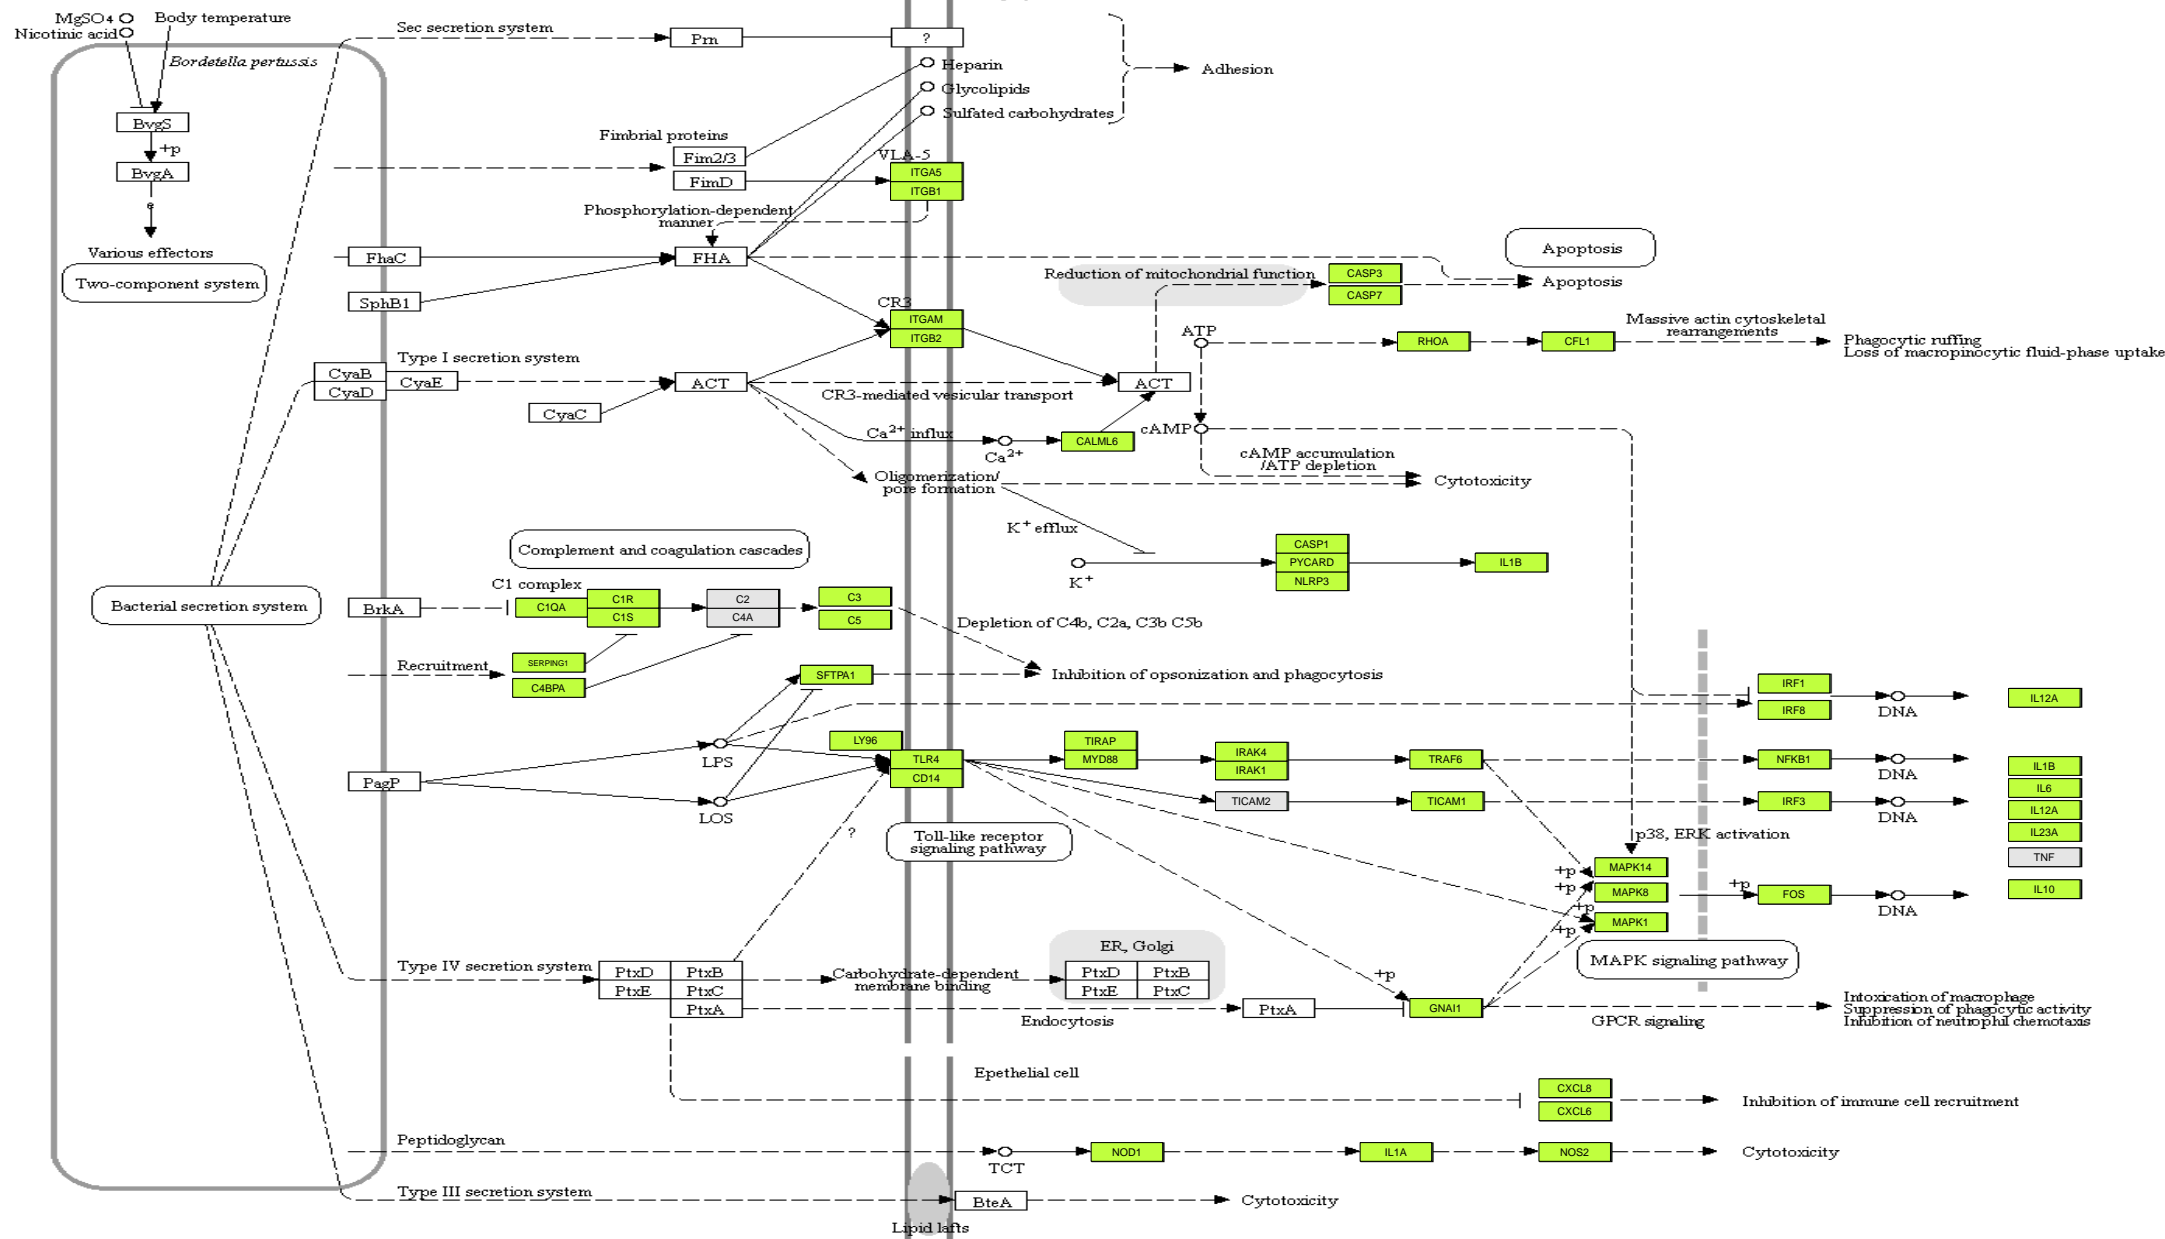 MgSO4
Body temperature
Nicotinic acid
Bordetella pertussis
BvgS
+p
BvgA
e
Various effectors
Two-component system
Sec secretion system
Prn
?
Heparin
Glycolipids
Sulfated carbohydrates
Adhesion
Fimbrial proteins
Fim2/3
FimD
VLA-5
ITGA5
ITGB1
Phosphorylation-dependent
manner
FhaC
FHA
SphB1
CR3
ITGAM
ITGB2
Reduction of mitochondrial function
CASP3
CASP7
Apoptosis
Apoptosis
Type I secretion system
CyaB
CyaD
CyaE
ACT
CyaC
CR3-mediated vesicular transport
ACT
ATP
RHOA
CFL1
Massive actin cytoskeletal
rearrangements
Phagocytic ruffing
Loss of macropinocytic fluid-phase uptake
Ca2+ influx
Ca2+
CALML6
cAMP
cAMP accumulation
/ATP depletion
Oligomerization/
pore formation
Cytotoxicity
K+ efflux
K+
CASP1
PYCARD
NLRP3
IL1B
Complement and coagulation cascades
Bacterial secretion system
BrkA
C1 complex
C1QA
C1R
C1S
C2
C4A
C3
C5
Depletion of C4b, C2a, C3b C5b
Recruitment
SERPING1
C4BPA
SFTPA1
Inhibition of opsonization and phagocytosis
IRF1
IRF8
DNA
IL12A
PagP
LPS
LOS
LY96
TLR4
CD14
TIRAP
MYD88
IRAK4
IRAK1
TRAF6
NFKB1
DNA
TICAM2
TICAM1
IRF3
DNA
IL1B
IL6
IL12A
IL23A
TNF
IL10
?
Toll-like receptor
signaling pathway
p38, ERK activation
+p
MAPK14
+p
MAPK8
+p
FOS
DNA
+p
MAPK1
+p
MAPK signaling pathway
Type IV secretion system
PtxD
PtxB
PtxE
PtxC
PtxA
Carbohydrate-dependent
membrane binding
ER, Golgi
PtxD
PtxB
PtxE
PtxC
Endocytosis
PtxA
+p
GNAI1
GPCR signaling
Intoxication of macrophage
Suppression of phagocytic activity
Inhibition of neutrophil chemotaxis
Epethelial cell
CXCL8
CXCL6
Inhibition of immune cell recruitment
Peptidoglycan
TCT
NOD1
IL1A
NOS2
Cytotoxicity
Type III secretion system
BteA
Cytotoxicity
Lipid lafts